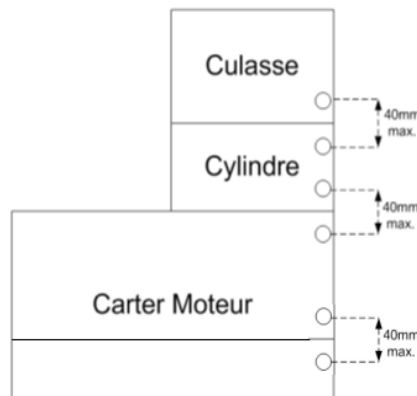 Culasse
40mm
max.
Cylindre
40mm
max.
Carter Moteur
40mm
max.